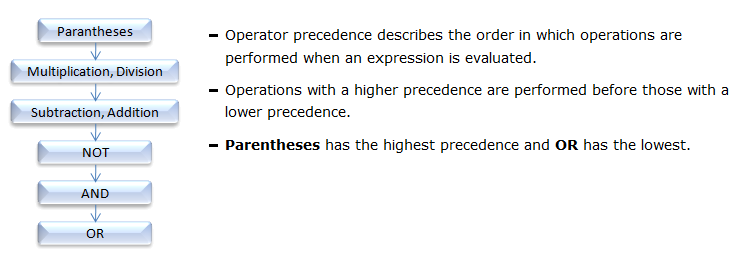 Parantheses
Multiplication, Division
Subtraction, Addition
NOT
AND
OR
Operator precedence describes the order in which operations are
performed when an expression is evaluated.
Operations with a higher precedence are performed before those with a
lower precedence.
Parentheses has the highest precedence and OR has the lowest.